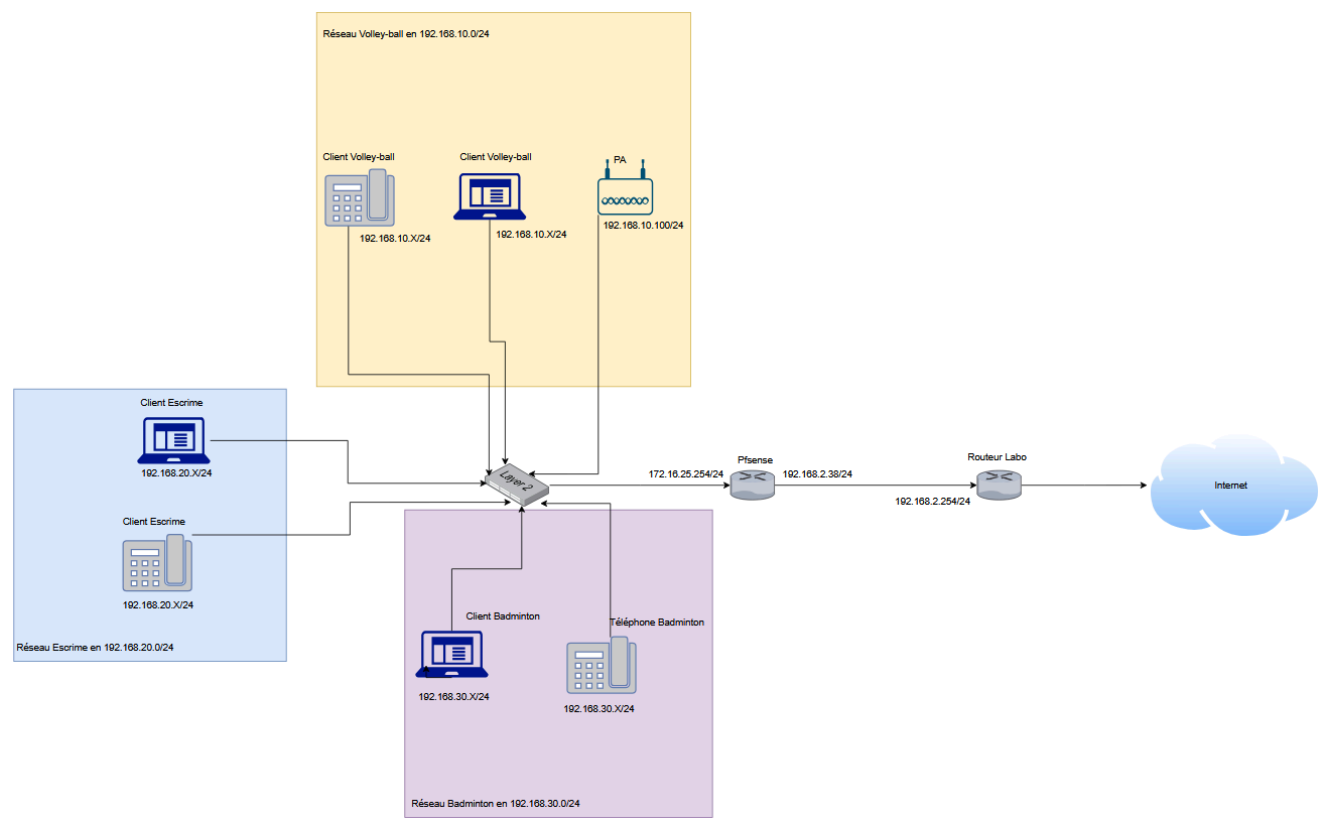 Réseau Volley-ball en 192.168.10.0/24
Client Volley-ball
Client Volley-ball
PA
192.168.10.X/24
192.168.10.X/24
192.168.10.100/24
Client Escrime
192.168.20.X/24
Client Escrime
192.168.20.X/24
Réseau Escrime en 192.168.20.0/24
Layer 2
172.16.25.254/24
Pfsense
192.168.2.38/24
Routeur Labo
192.168.2.254/24
Internet
Client Badminton
Téléphone Badminton
192.168.30.X/24
192.168.30.X/24
Réseau Badminton en 192.168.30.0/24